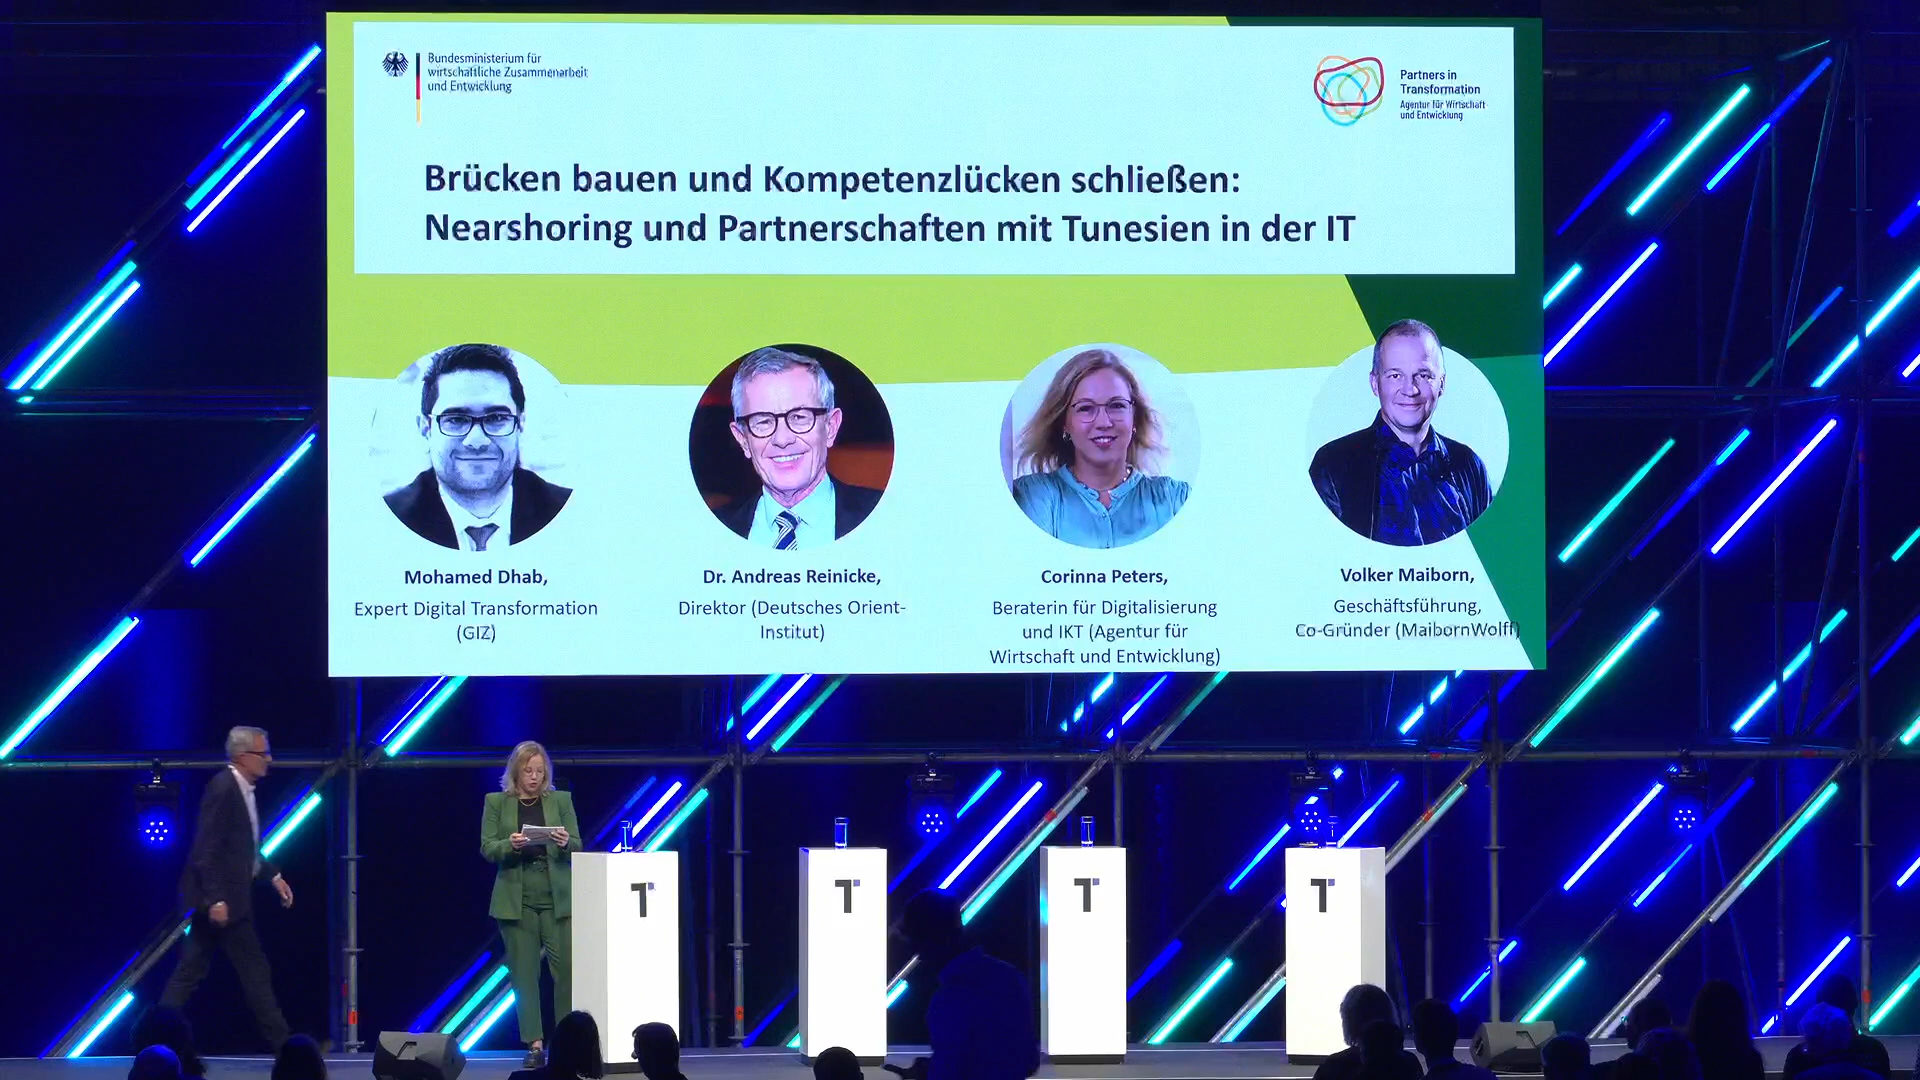 Bundesministerium für
wirtschaftliche Zusammenarbeit
und Entwicklung
Partners in
Transformation
Agentur für Wirtschaft
und Entwicklung
Brücken bauen und Kompetenzlücken schließen:
Nearshoring und Partnerschaften mit Tunesien in der IT
Mohamed Dhab,
Expert Digital Transformation
(GIZ)
Dr. Andreas Reinicke,
Direktor (Deutsches Orient-
Institut)
Corinna Peters,
Beraterin für Digitalisierung
und IKT (Agentur für
Wirtschaft und Entwicklung)
Volker Maiborn,
Geschäftsführung,
Co-Gründer (MaibornWolff)
T
T
T
T